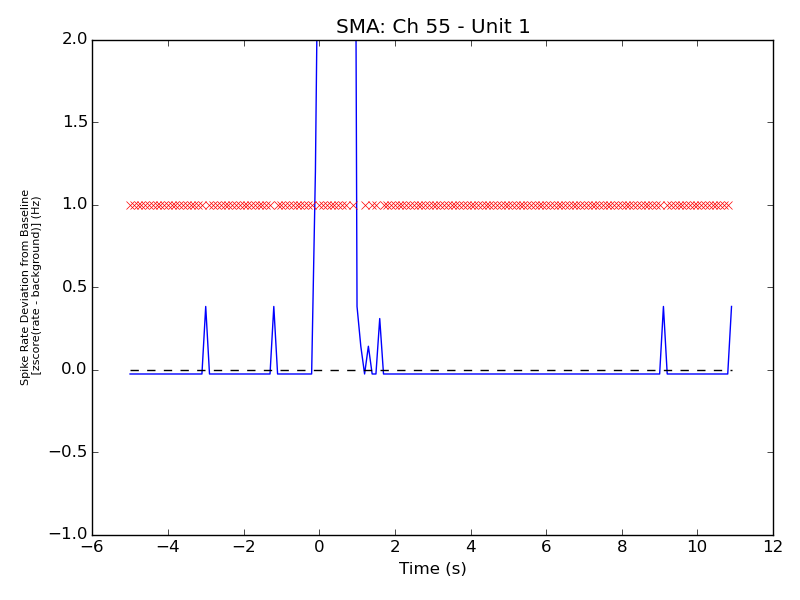 SMA: Ch 55 - Unit 1
2.0
1.5
1.0
0.5
0.0
−0.5
−1.0
Spike Rate Deviation from Baseline
[zscore(rate - background)] (Hz)
−6 −4 −2 0 2 4 6 8 10 12
Time (s)